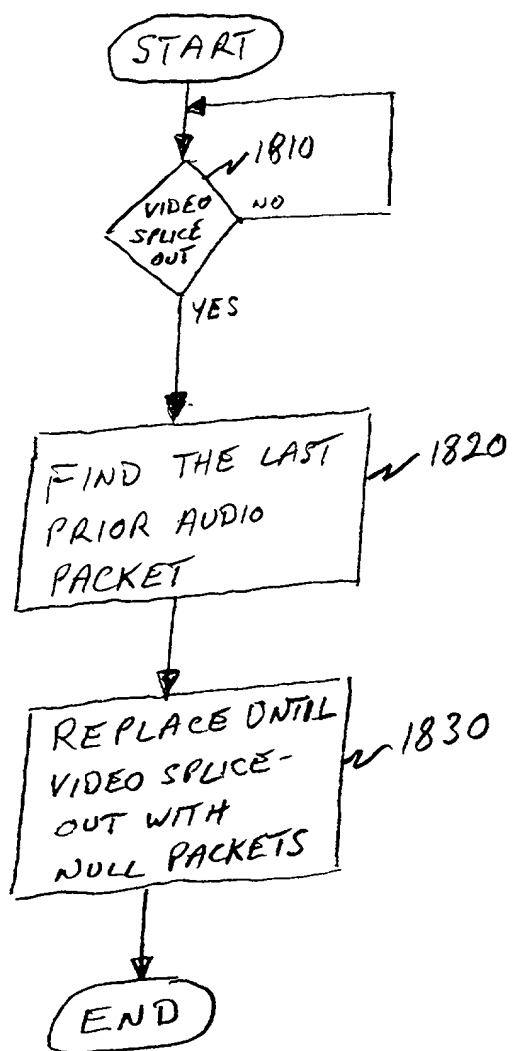 START
1810
VIDEO
SPLICE
OUT
NO
YES
FIND THE LAST
PRIOR AUDIO
PACKET
1820
REPLACE UNTIL
VIDEO SPLICE-
OUT WITH
NULL PACKETS
1830
END